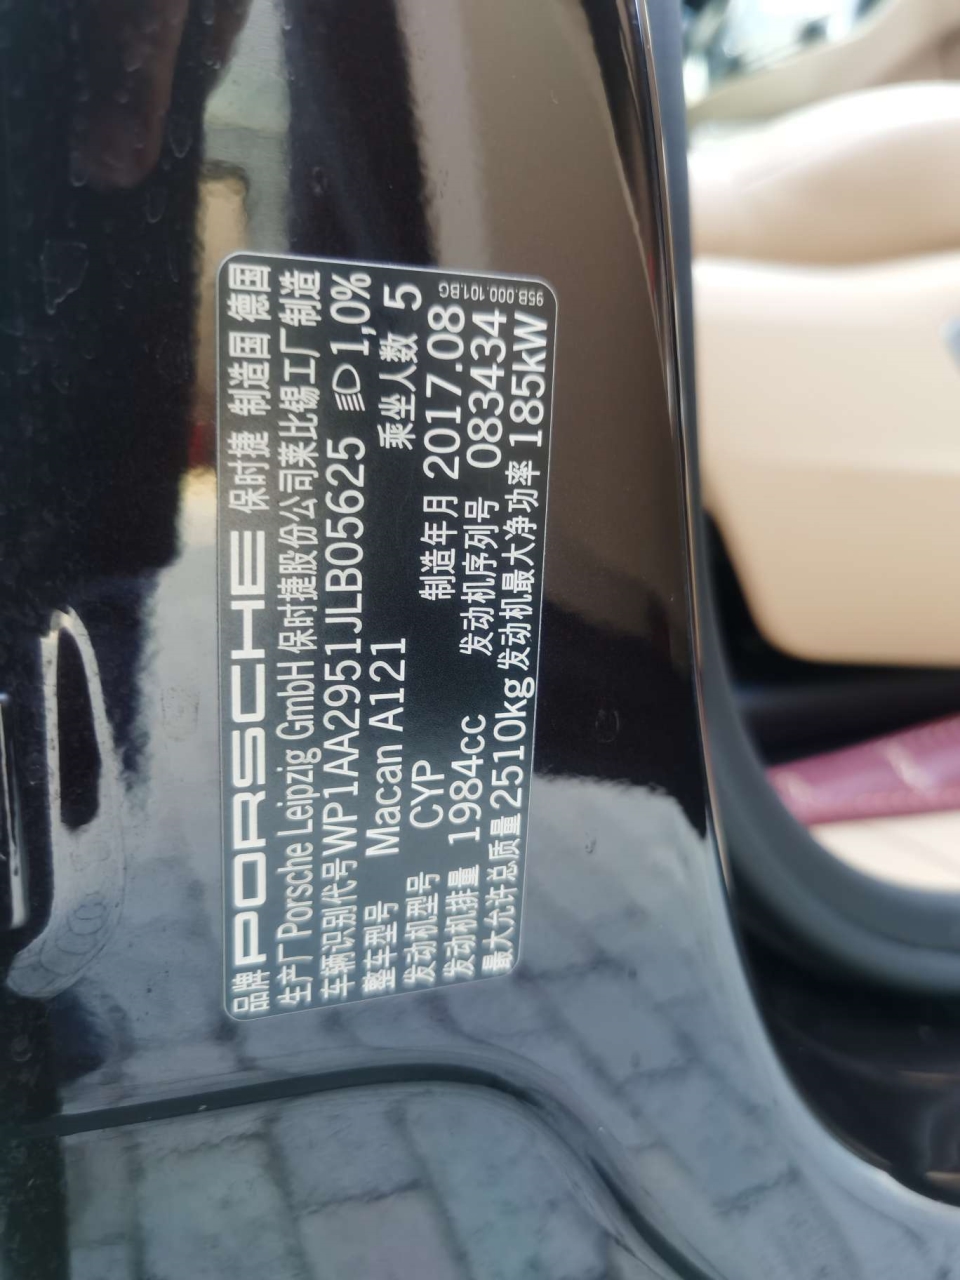 品牌 PORSCHE 保时捷 制造国 德国
生产厂 Porsche Leipzig GmbH 保时捷股份公司莱比锡工厂制造
车辆识别代号 WP1AA2951JLB05625 1,0%
整车型号 Macan A121 乘坐人数 5
发动机型号 CYP 制造年月 2017.08
发动机排量 1984cc 发动机序列号 083434
最大允许总质量 2510kg 发动机最大净功率 185kW
95B.000.101.BG